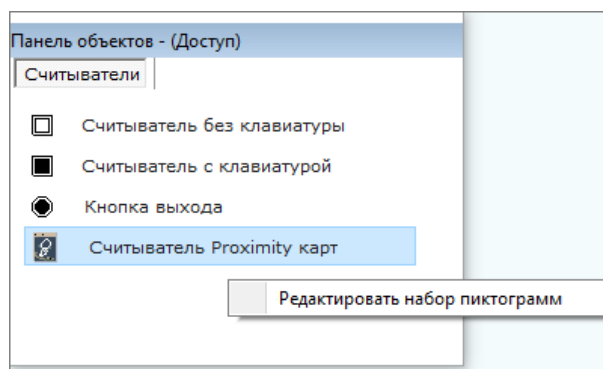 Панель объектов - (Доступ)
Считыватели
Считыватель без клавиатуры
Считыватель с клавиатурой
Кнопка выхода
Считыватель Proximity карт
Редактировать набор пиктограмм